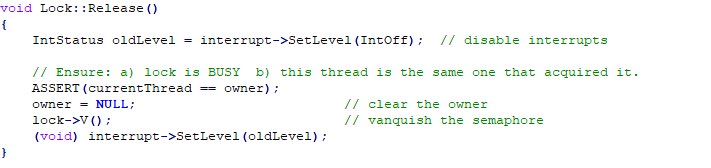 void Lock::Release()
{
    IntStatus oldLevel = interrupt->SetLevel(IntOff);  // disable interrupts
    // Ensure: a) lock is BUSY  b) this thread is the same one that acquired it.
    ASSERT(currentThread == owner);
    owner = NULL;                          // clear the owner
    lock->V();                             // vanquish the semaphore
    (void) interrupt->SetLevel(oldLevel);
}